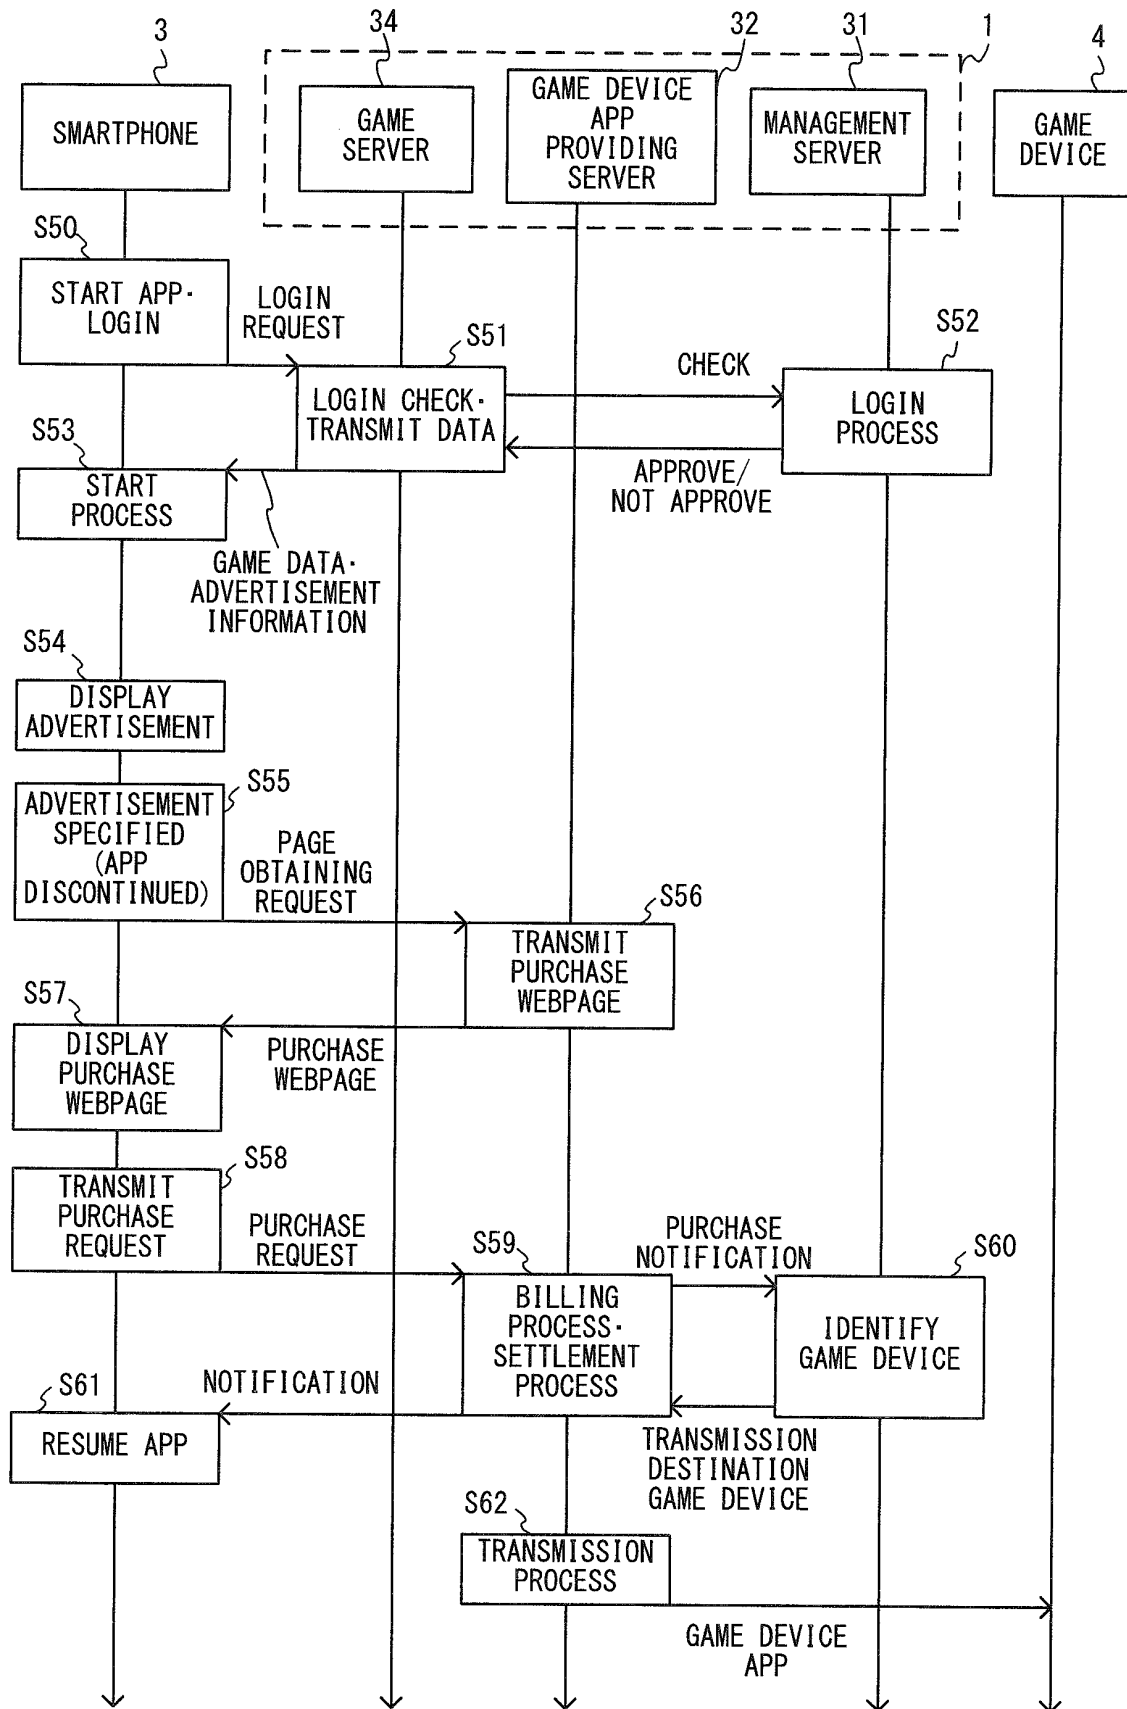 3
34
32
31
1
4
SMARTPHONE
GAME
SERVER
GAME DEVICE
APP
PROVIDING
SERVER
MANAGEMENT
SERVER
GAME
DEVICE
S50
START APP·
LOGIN
LOGIN
REQUEST
S51
LOGIN CHECK·
TRANSMIT DATA
CHECK
S52
LOGIN
PROCESS
APPROVE/
NOT APPROVE
S53
START
PROCESS
GAME DATA·
ADVERTISEMENT
INFORMATION
S54
DISPLAY
ADVERTISEMENT
S55
ADVERTISEMENT
SPECIFIED
(APP
DISCONTINUED)
PAGE
OBTAINING
REQUEST
S56
TRANSMIT
PURCHASE
WEBPAGE
S57
DISPLAY
PURCHASE
WEBPAGE
PURCHASE
WEBPAGE
S58
TRANSMIT
PURCHASE
REQUEST
PURCHASE
REQUEST
S59
BILLING
PROCESS·
SETTLEMENT
PROCESS
PURCHASE
NOTIFICATION
S60
IDENTIFY
GAME DEVICE
NOTIFICATION
S61
RESUME APP
TRANSMISSION
DESTINATION
GAME DEVICE
S62
TRANSMISSION
PROCESS
GAME DEVICE
APP